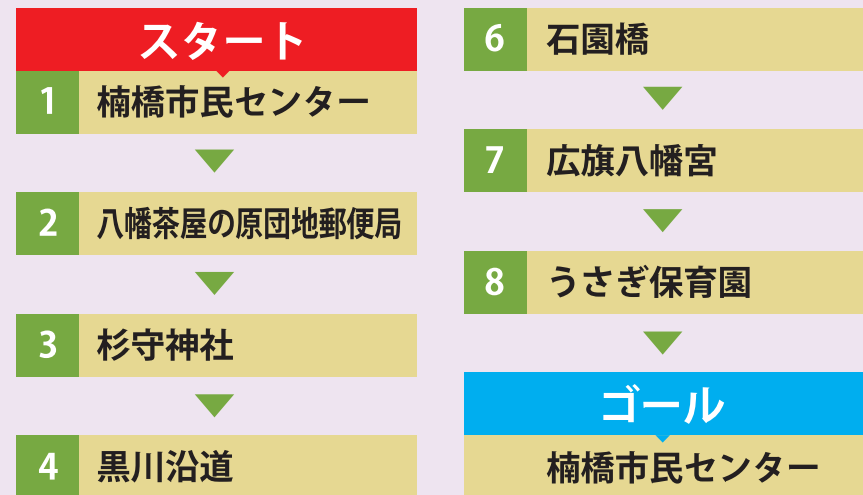 スタート
1 楠橋市民センター
2 八幡茶屋の原団地郵便局
3 杉守神社
4 黒川沿道
6 石園橋
7 広旗八幡宮
8 うさぎ保育園
ゴール
楠橋市民センター